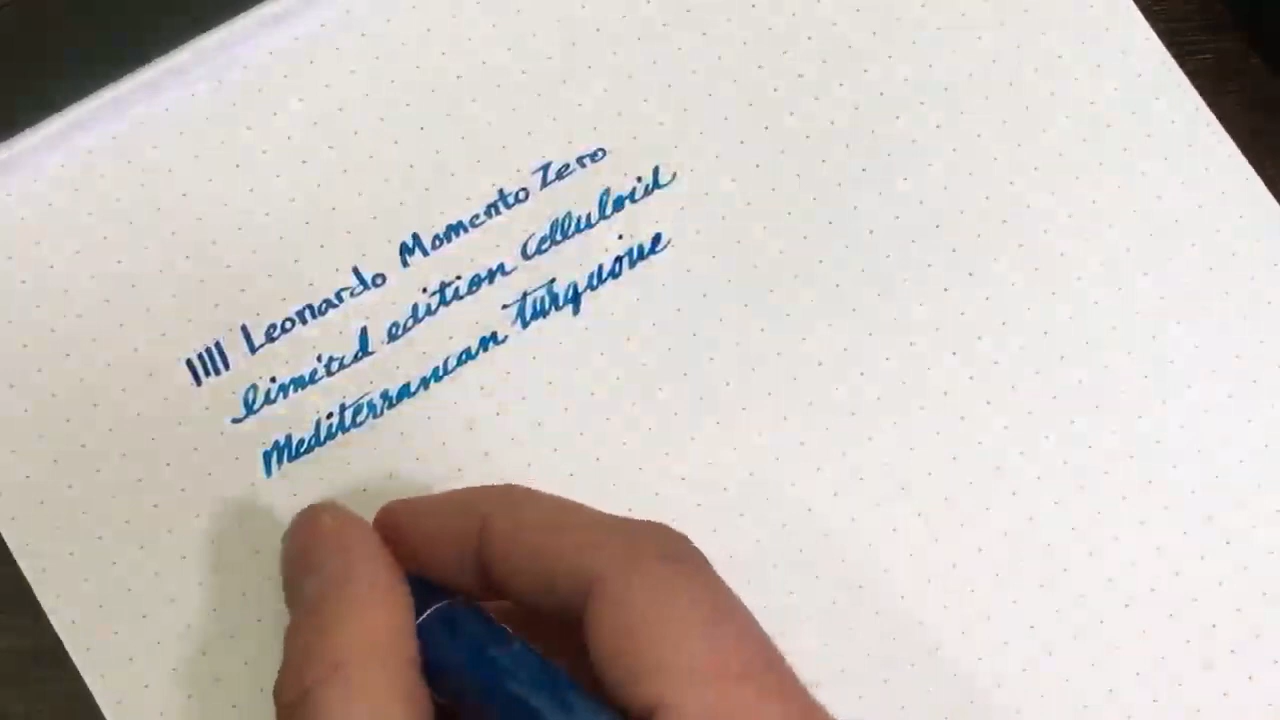 Leonardo Momento Zero
limited edition Celluloid
Mediterranean turquoise